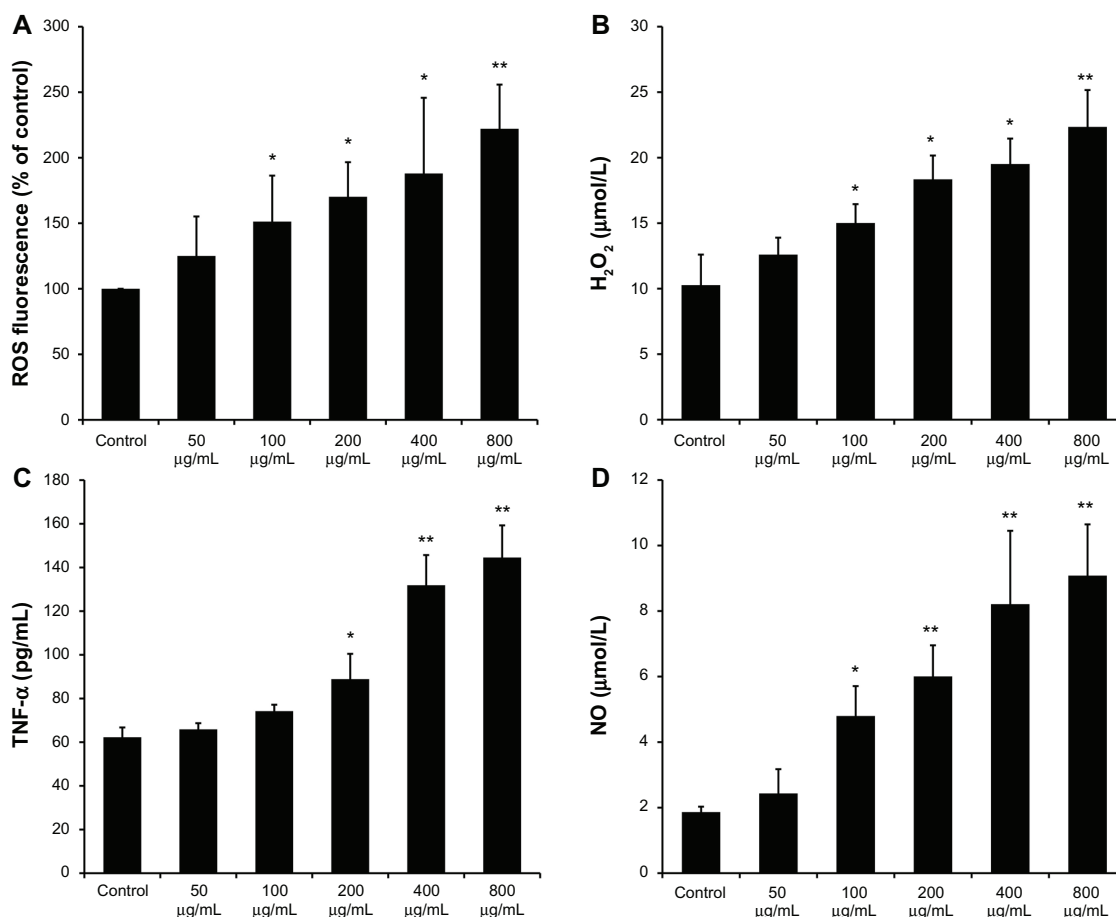 A
ROS fluorescence (% of control)
300
250
200
150
100
50
0
*
*
*
**
Control 50 100 200 400 800
μg/mL μg/mL μg/mL μg/mL μg/mL
B
H₂O₂ (μmol/L)
30
25
20
15
10
5
0
*
*
*
**
Control 50 100 200 400 800
μg/mL μg/mL μg/mL μg/mL μg/mL
C
TNF-α (pg/mL)
180
160
140
120
100
80
60
40
20
0
*
**
**
Control 50 100 200 400 800
μg/mL μg/mL μg/mL μg/mL μg/mL
D
NO (μmol/L)
12
10
8
6
4
2
0
*
**
**
**
Control 50 100 200 400 800
μg/mL μg/mL μg/mL μg/mL μg/mL